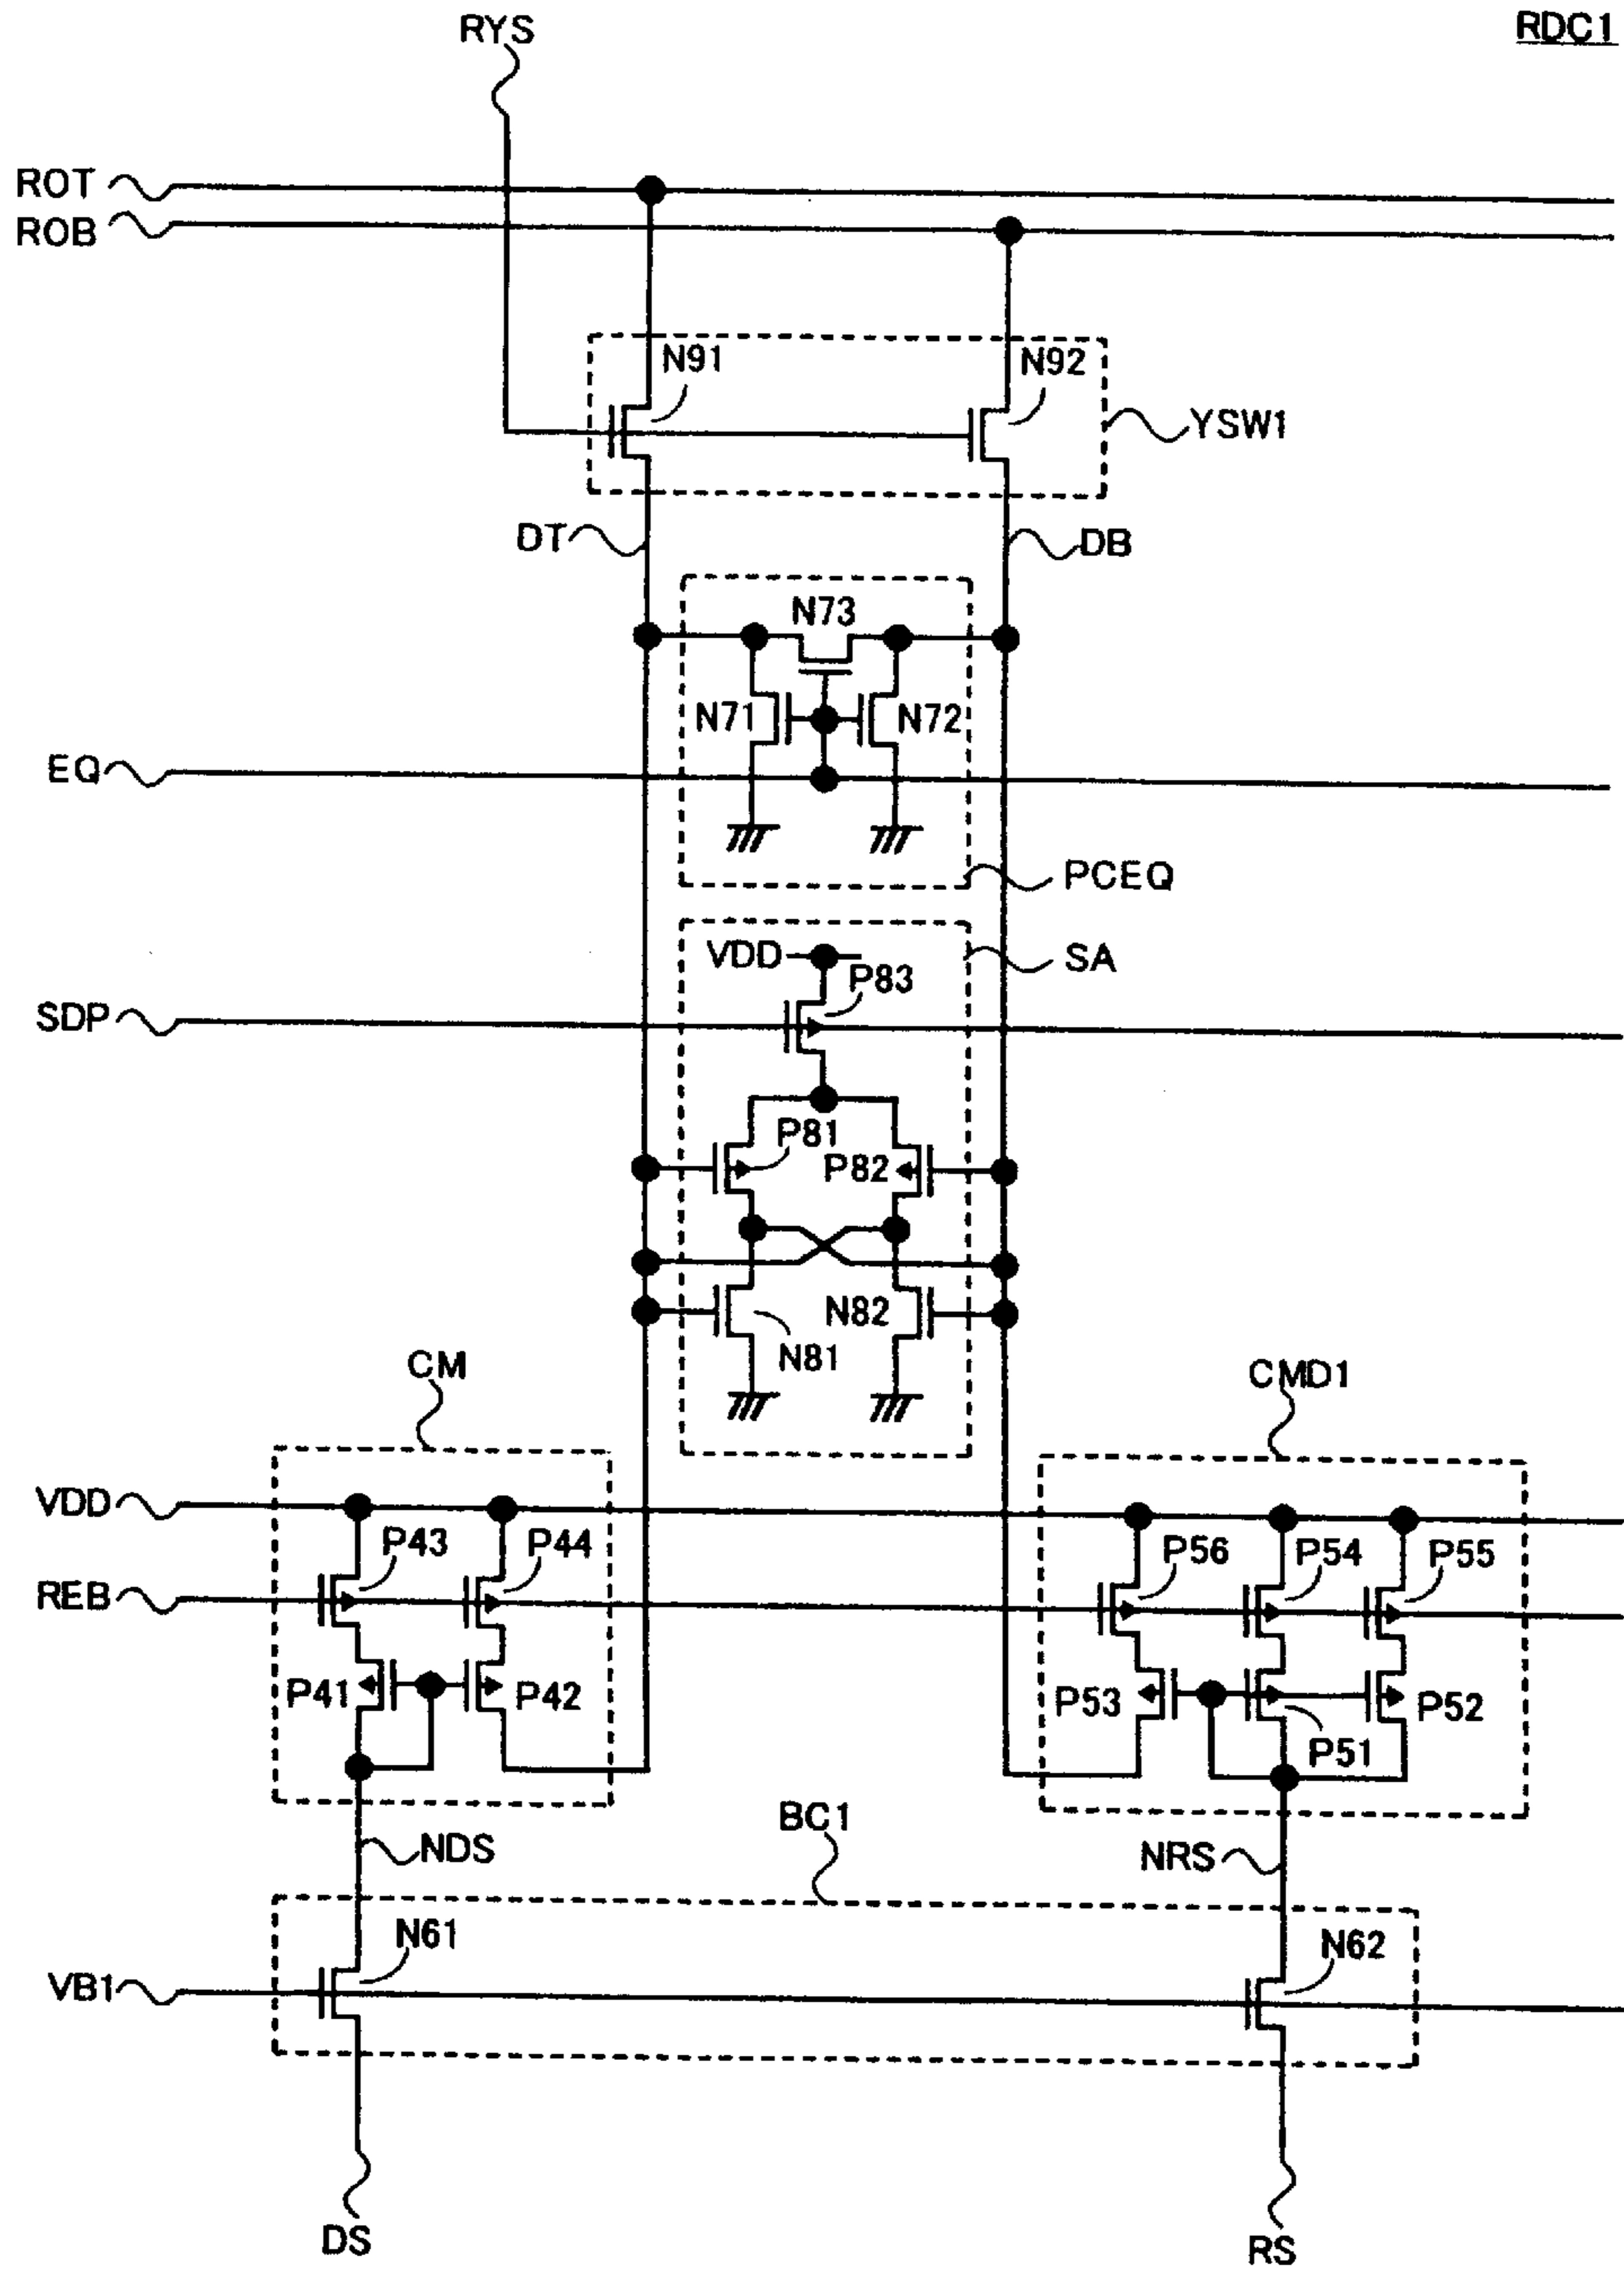 RYS
RDC1
ROT
ROB
N91
N92
YSW1
DT
DB
N73
N71
N72
EQ
PCEQ
VDD
SA
P83
SDP
P81
P82
N82
N81
CM
CMD1
VDD
P43
P44
P56
P54
P55
REB
P41
P42
P53
P52
P51
BC1
NDS
NRS
N61
N62
VB1
DS
RS